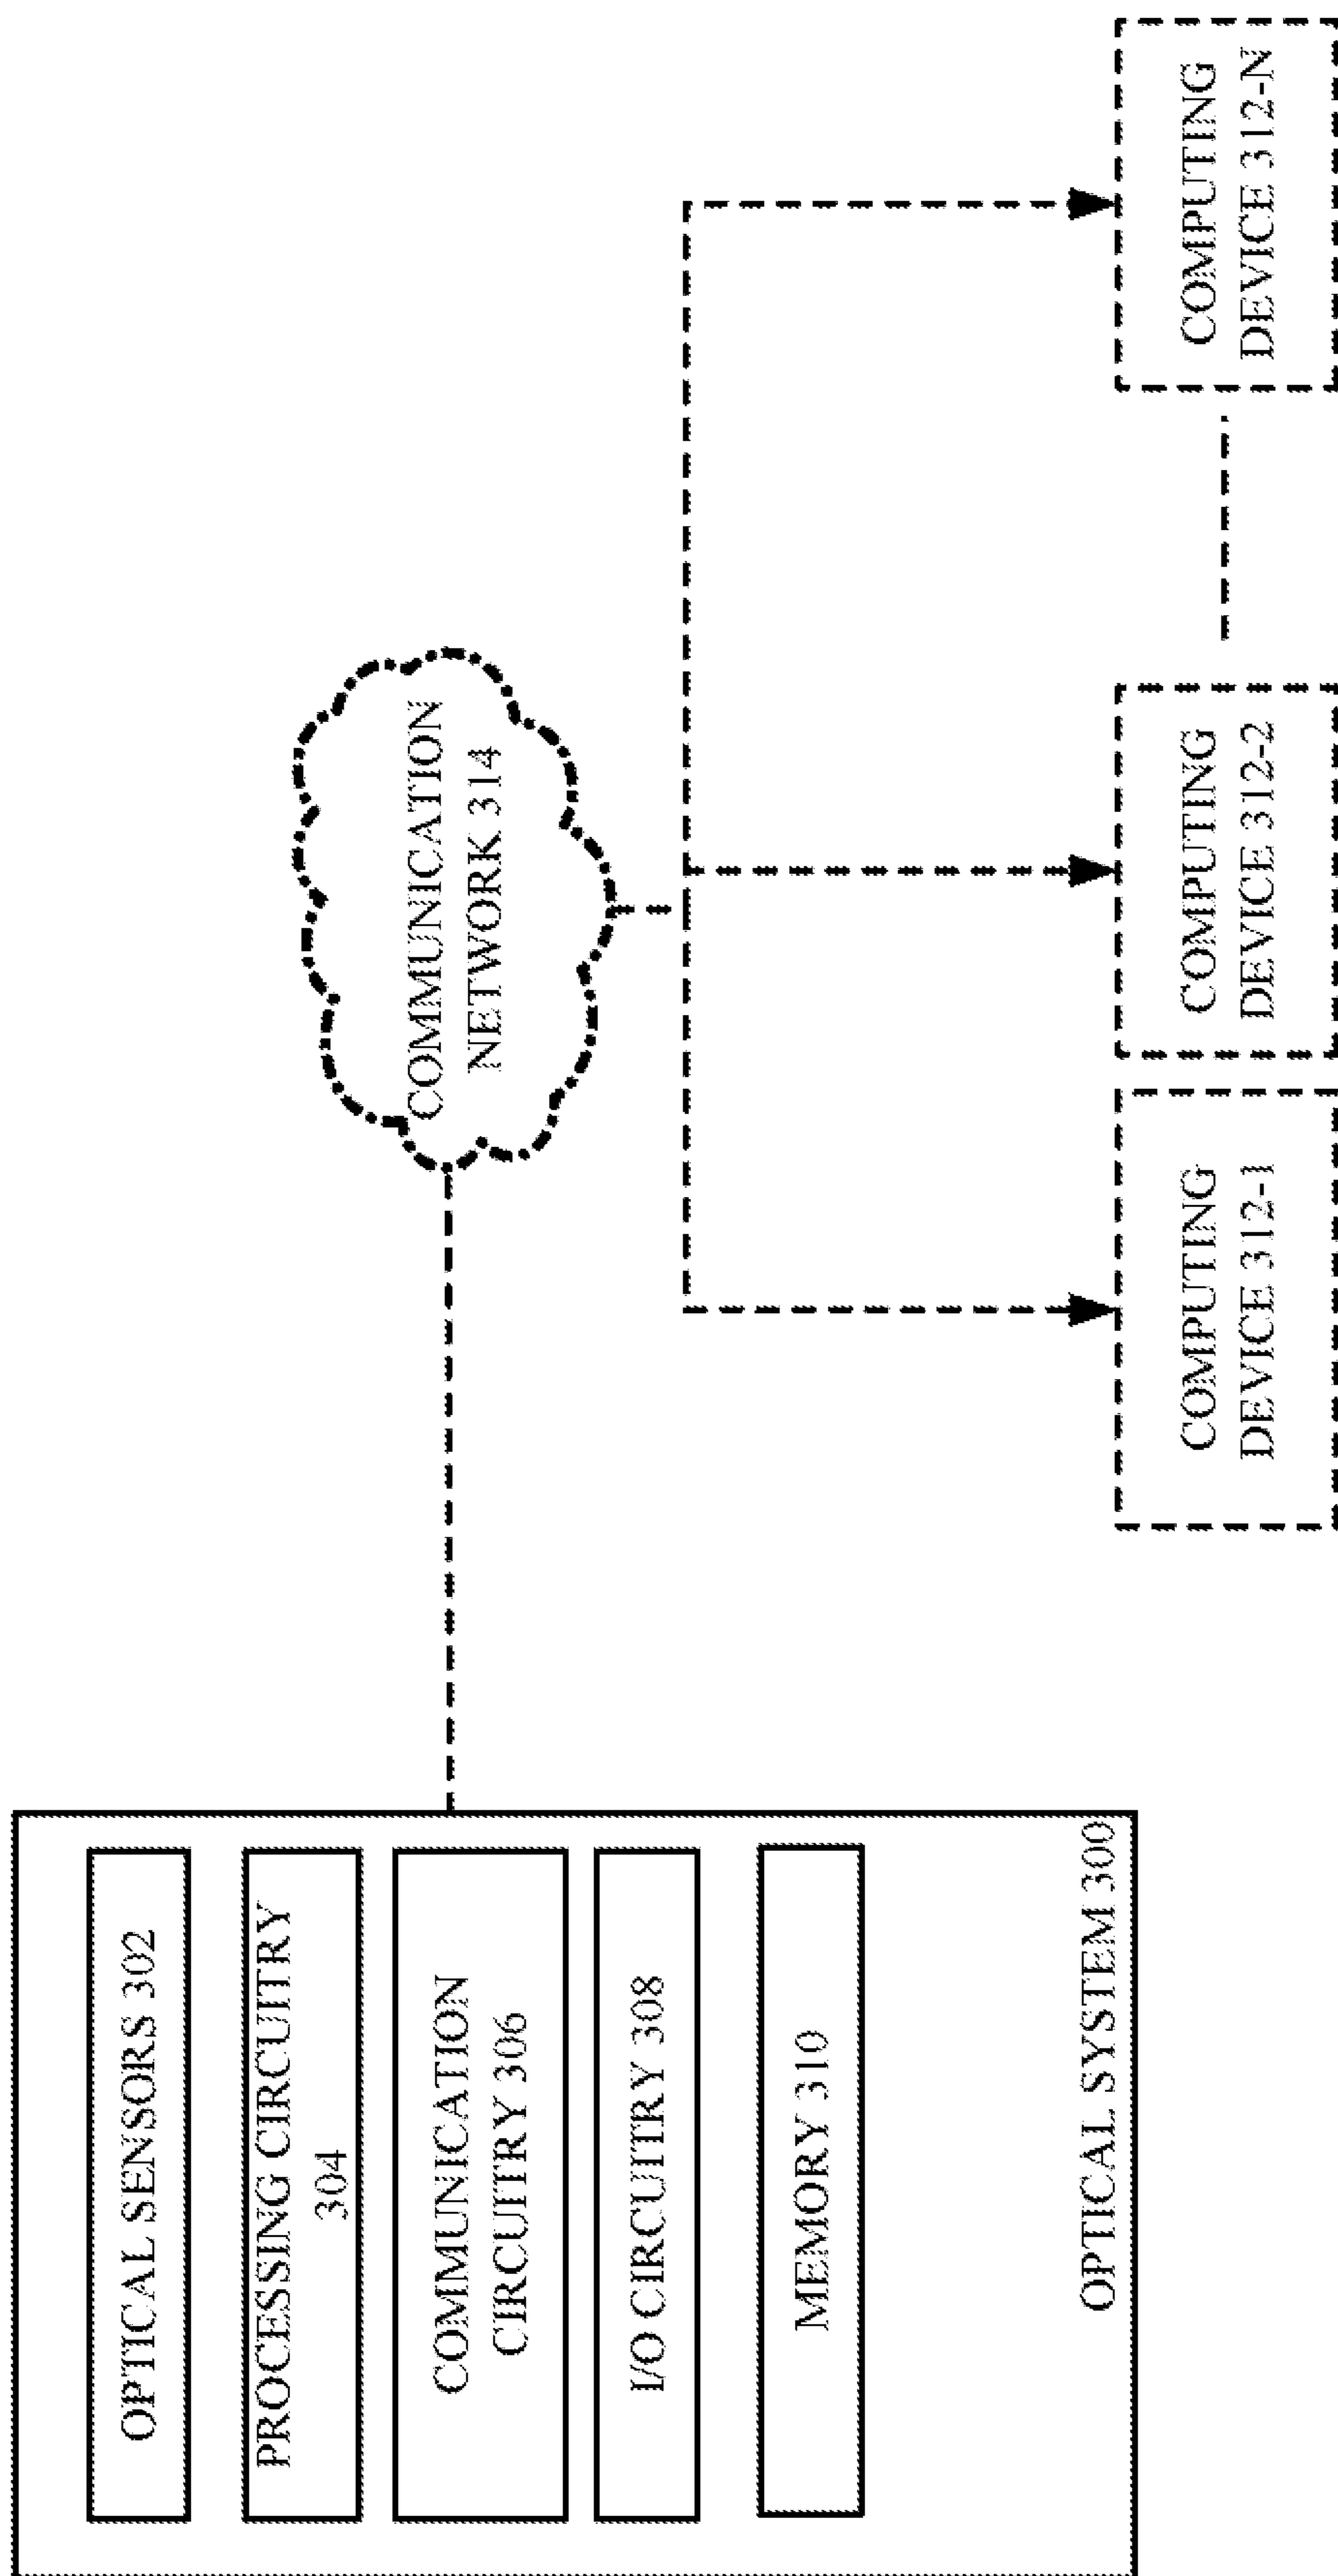 OPTICAL SENSORS 302
PROCESSING CIRCUITRY
304
COMMUNICATION
CIRCUITRY 306
I/O CIRCUITRY 308
MEMORY 310
OPTICAL SYSTEM 300
COMMUNICATION
NETWORK 314
COMPUTING
DEVICE 312-1
COMPUTING
DEVICE 312-2
COMPUTING
DEVICE 312-N